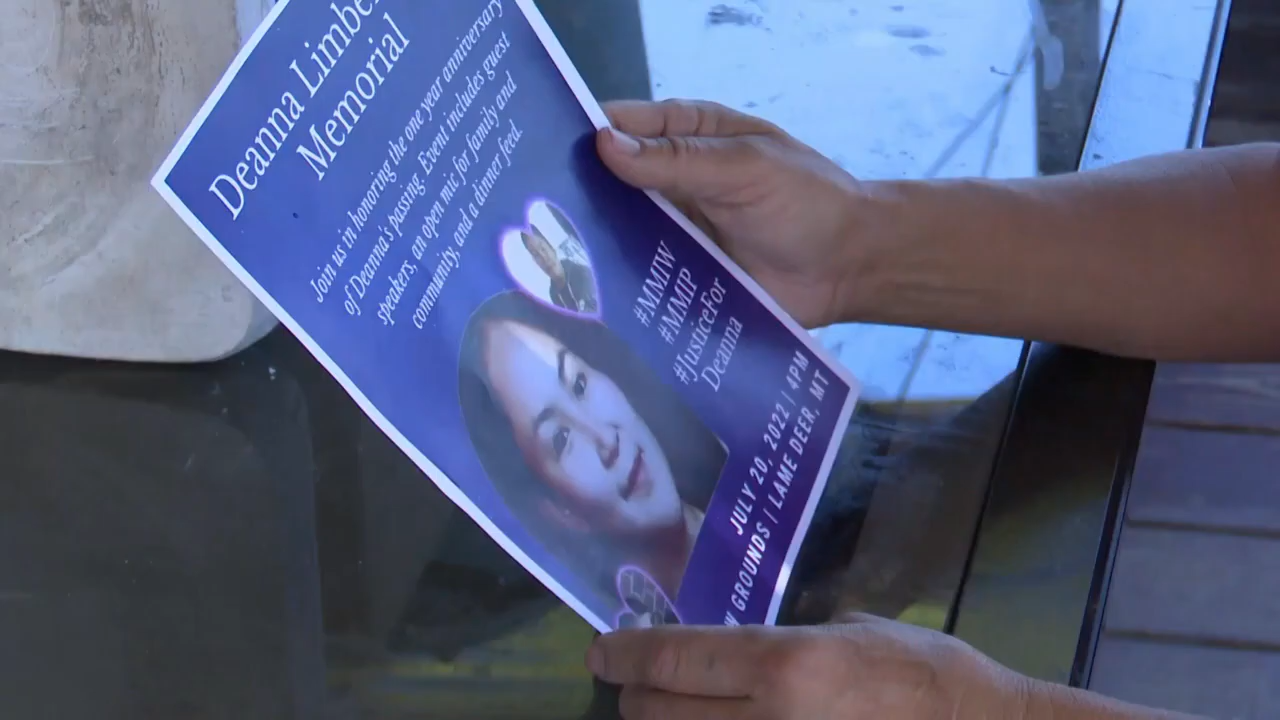 Deanna
Memorial
Join us in honoring the one year anniversary
of Deanna's passing. Event includes guest
speakers, an open mic for family and
community, and a dinner feed.
#MMIW
#MMIP
#JusticeFor
Deanna
JULY 20, 2022 | 4PM
GROUNDS | LAME DEER, MT